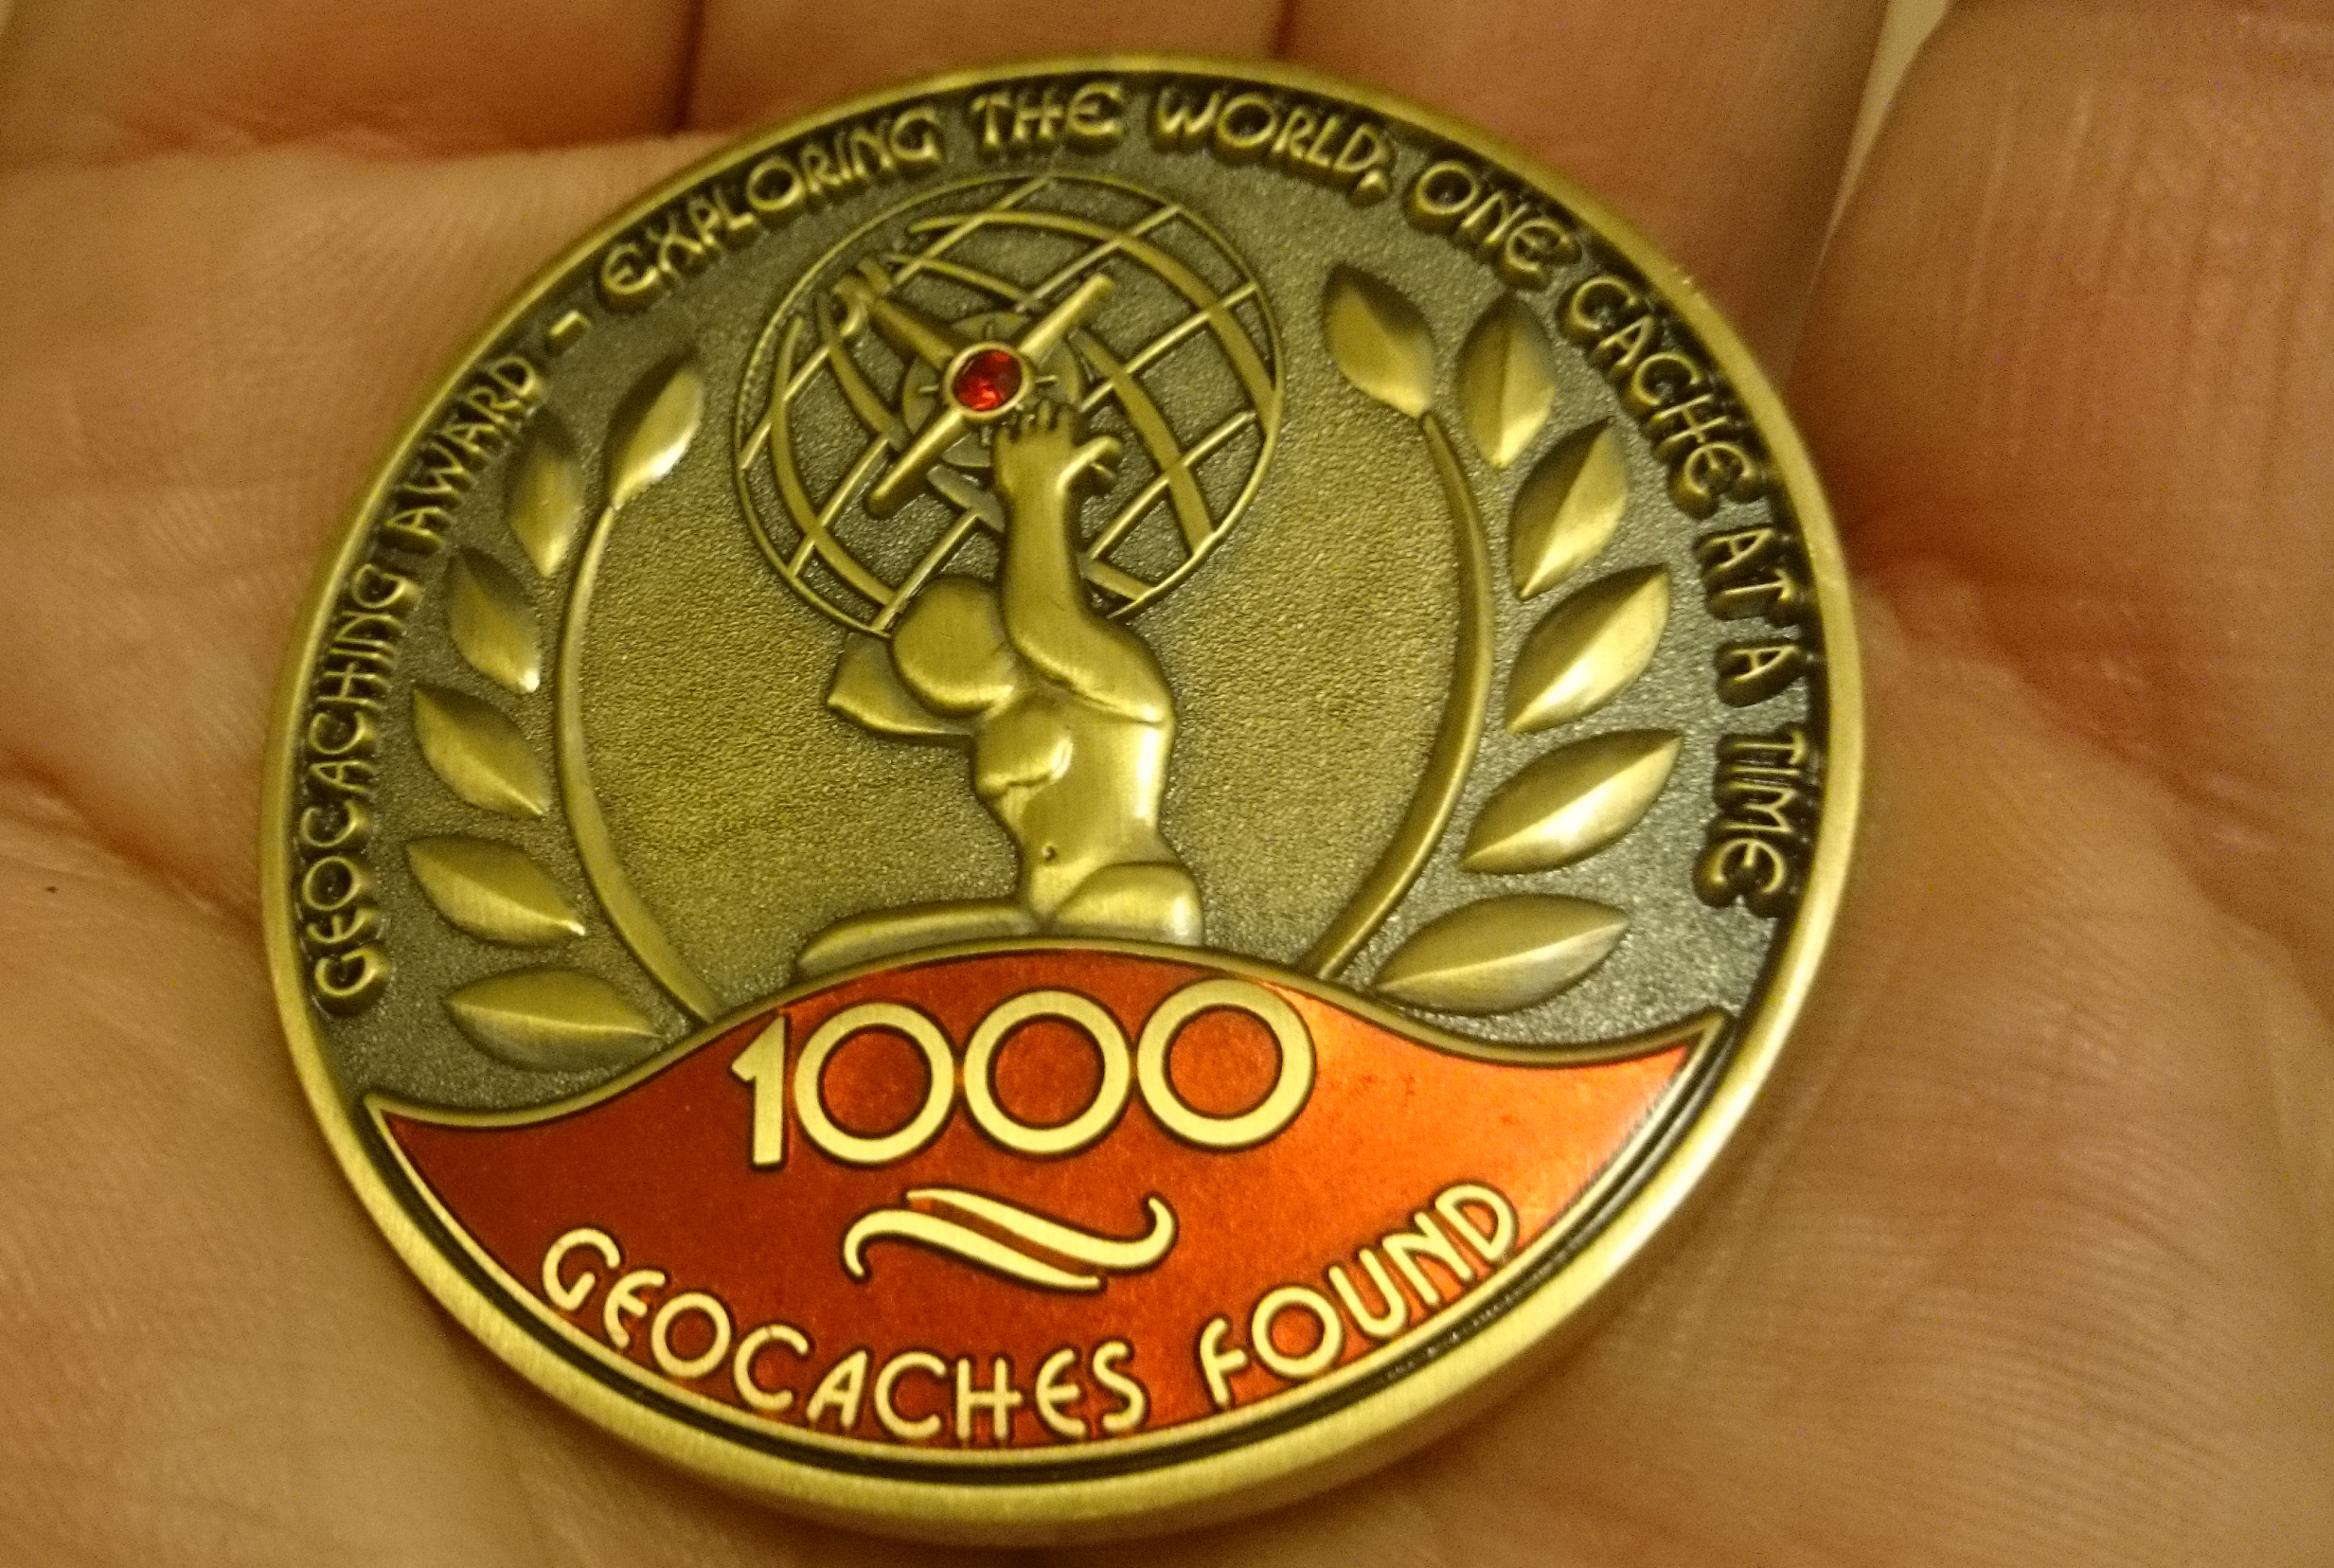 GEOCACHING AWARD - EXPLORING THE WORLD, ONE CACHE AT A TIME
1000
GEOCACHES FOUND